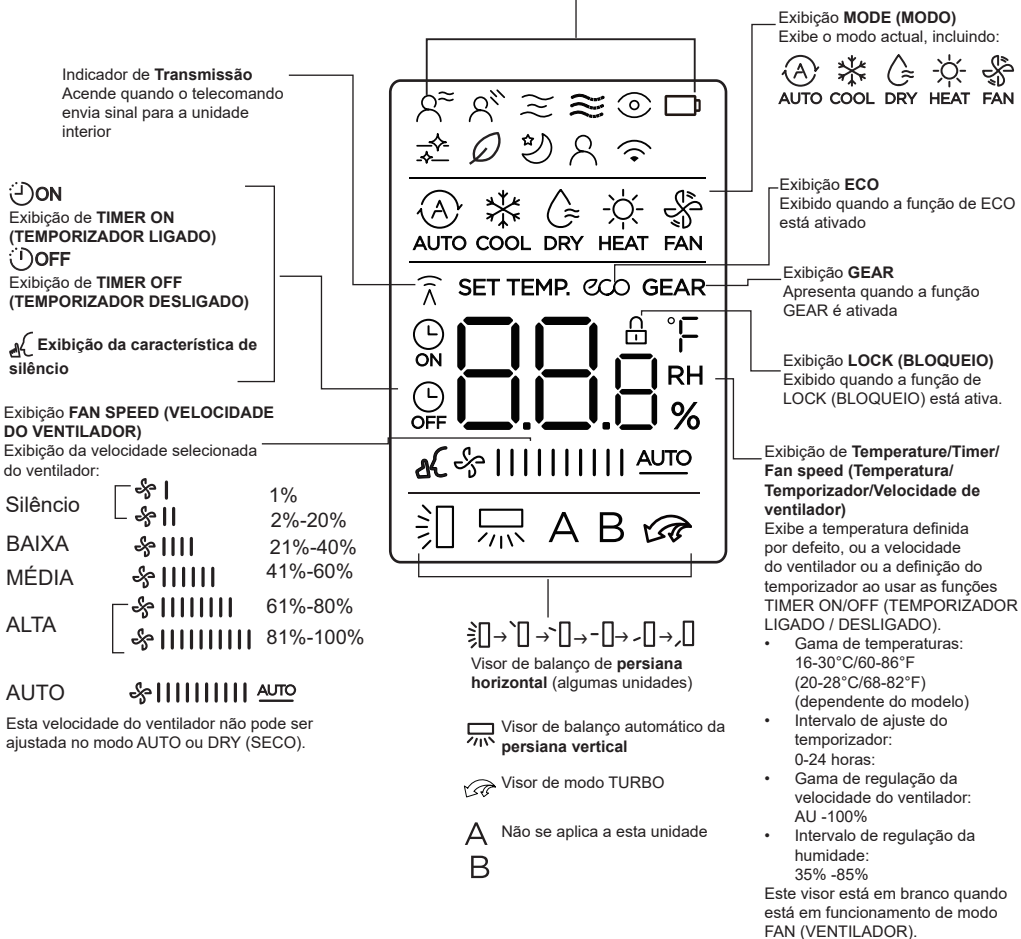 Indicador de Transmissão
Acende quando o telecomando
envia sinal para a unidade
interior
ON
Exibição de TIMER ON
(TEMPORIZADOR LIGADO)
OFF
Exibição de TIMER OFF
(TEMPORIZADOR DESLIGADO)
Exibição da característica de
silêncio
Exibição FAN SPEED (VELOCIDADE
DO VENTILADOR)
Exibição da velocidade selecionada
do ventilador:
Silêncio
1%
2%-20%
BAIXA 21%-40%
MÉDIA 41%-60%
ALTA
61%-80%
81%-100%
AUTO AUTO
Esta velocidade do ventilador não pode ser
ajustada no modo AUTO ou DRY (SECO).
A
AUTO COOL DRY HEAT FAN
SET TEMP. eco GEAR
ON
OFF
88.8
°F
RH
%
AUTO
A B
Visor de balanço de persiana
horizontal (algumas unidades)
Visor de balanço automático da
persiana vertical
Visor de modo TURBO
A Não se aplica a esta unidade
B
Exibição MODE (MODO)
Exibe o modo actual, incluindo:
A
AUTO COOL DRY HEAT FAN
Exibição ECO
Exibido quando a função de ECO
está ativado
Exibição GEAR
Apresenta quando a função
GEAR é ativada
Exibição LOCK (BLOQUEIO)
Exibido quando a função de
LOCK (BLOQUEIO) está ativa.
Exibição de Temperature/Timer/
Fan speed (Temperatura/
Temporizador/Velocidade de
ventilador)
Exibe a temperatura definida
por defeito, ou a velocidade
do ventilador ou a definição do
temporizador ao usar as funções
TIMER ON/OFF (TEMPORIZADOR
LIGADO / DESLIGADO).
• Gama de temperaturas:
16-30°C/60-86°F
(20-28°C/68-82°F)
(dependente do modelo)
• Intervalo de ajuste do
temporizador:
0-24 horas:
• Gama de regulação da
velocidade do ventilador:
AU -100%
• Intervalo de regulação da
humidade:
35% -85%
Este visor está em branco quando
está em funcionamento de modo
FAN (VENTILADOR).